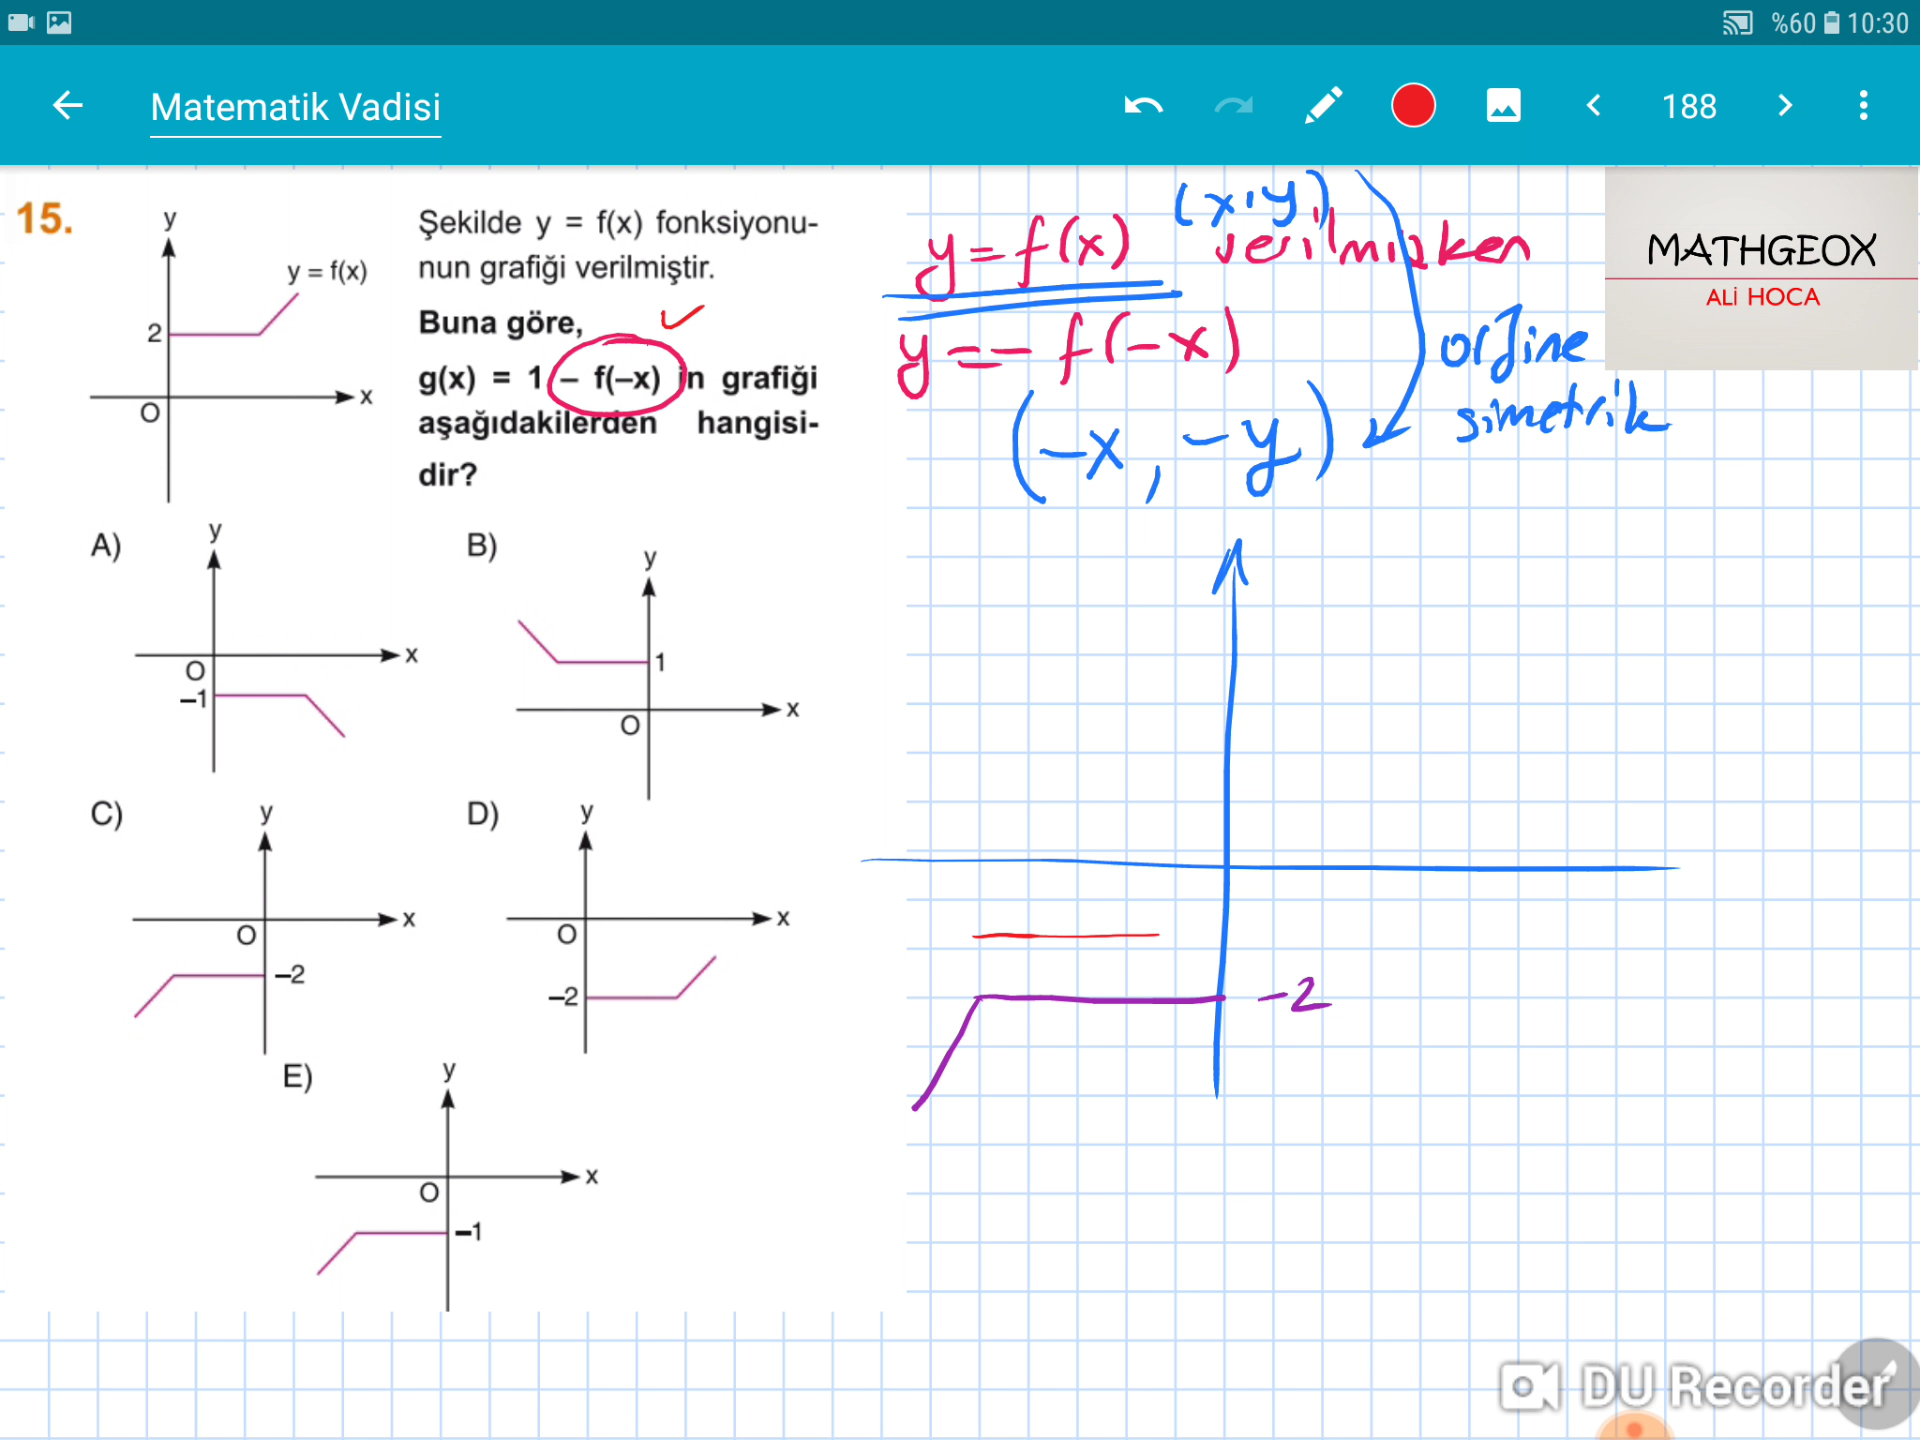 %60 10:30
Matematik Vadisi
188
15.
y
y = f(x)
2
x
O
Şekilde y = f(x) fonksiyonu-
nun grafiği verilmiştir.
Buna göre,
g(x) = 1 – f(–x) in grafiği
aşağıdakilerden hangisi-
dir?
A)
y
x
O
–1
B)
y
1
x
O
C)
y
x
O
–2
D)
y
x
O
–2
E)
y
x
O
–1
(x,y)
y=f(x) verilmişken
y=-f(-x)
(-x,-y)
orjine
simetrik
-2
MATHGEOX
ALİ HOCA
DU Recorder